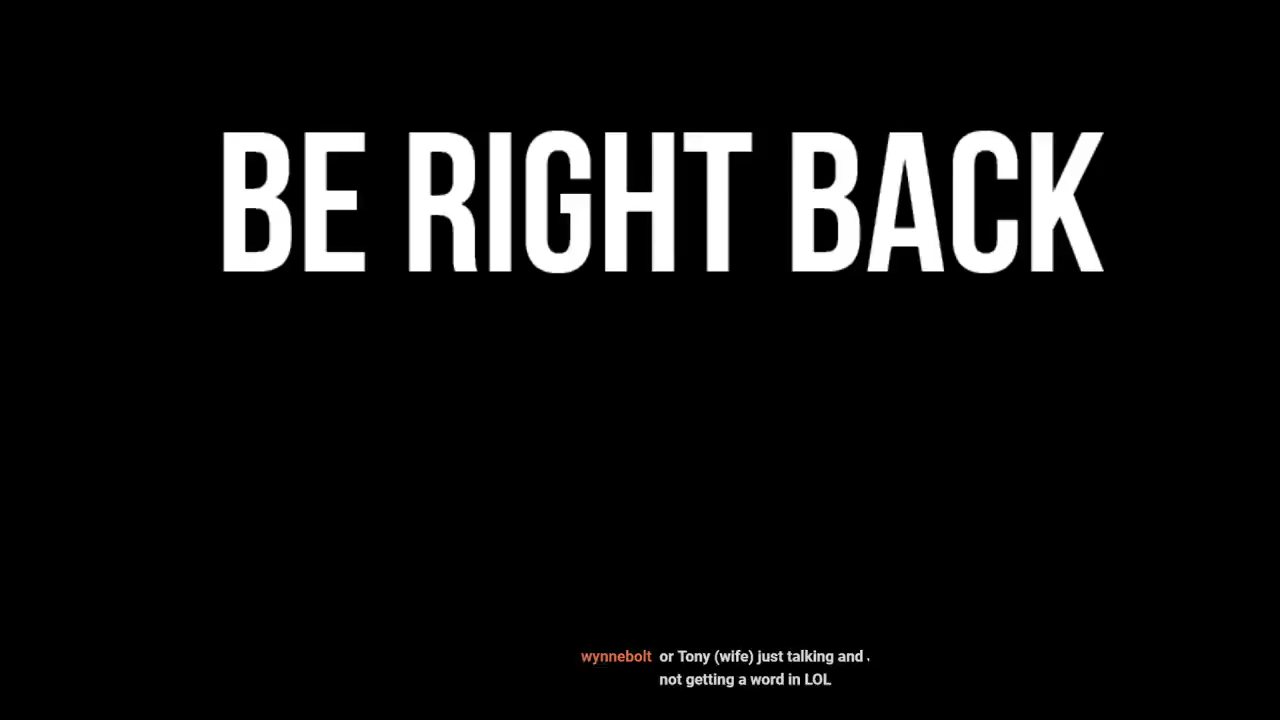 BE RIGHT BACK
wynnebolt or Tony (wife) just talking and
not getting a word in LOL